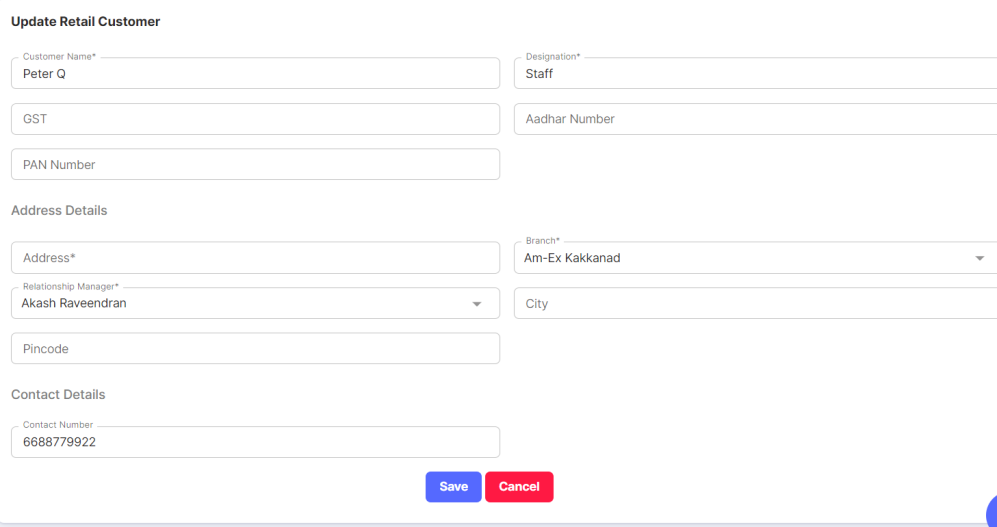 Update Retail Customer
Customer Name*
Peter Q
Designation*
Staff
GST
Aadhar Number
PAN Number
Address Details
Address*
Branch*
Am-Ex Kakkanad
Relationship Manager*
Akash Raveendran
City
Pincode
Contact Details
Contact Number
6688779922
Save
Cancel